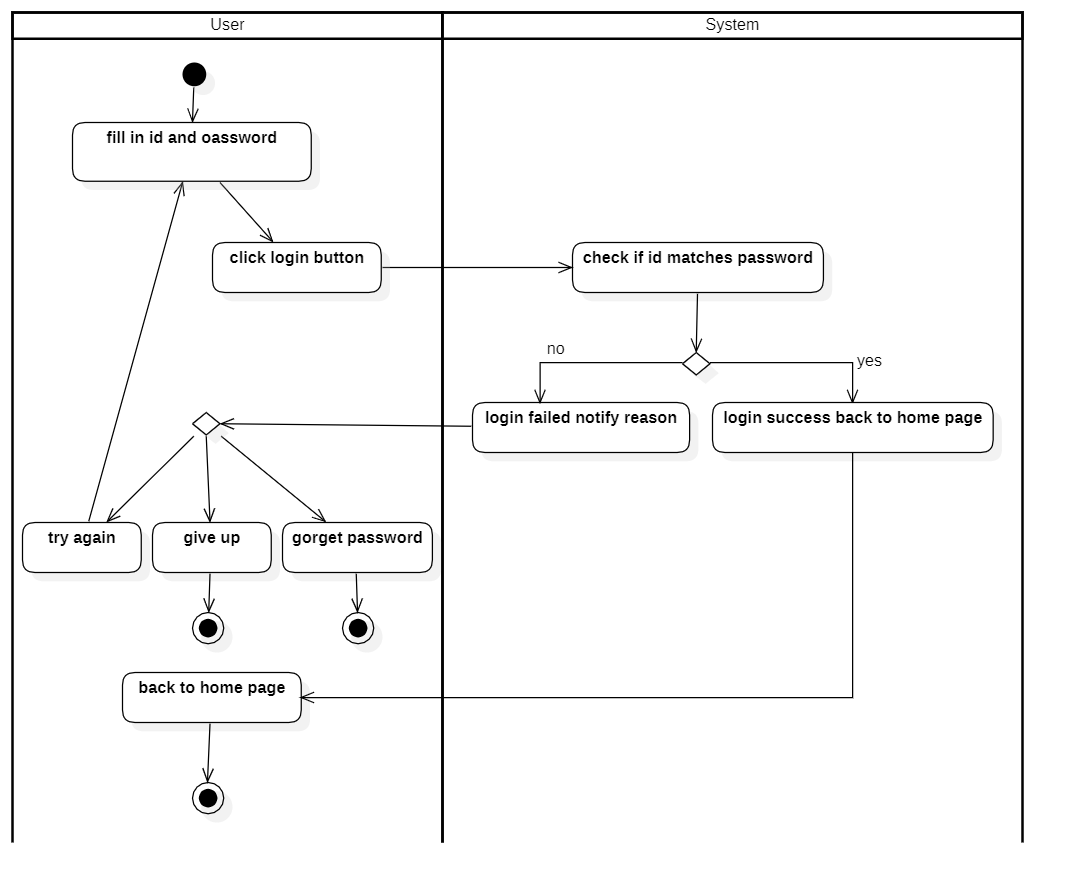 User
System
fill in id and oassword
click login button
check if id matches password
no
yes
login failed notify reason
login success back to home page
try again
give up
gorget password
back to home page